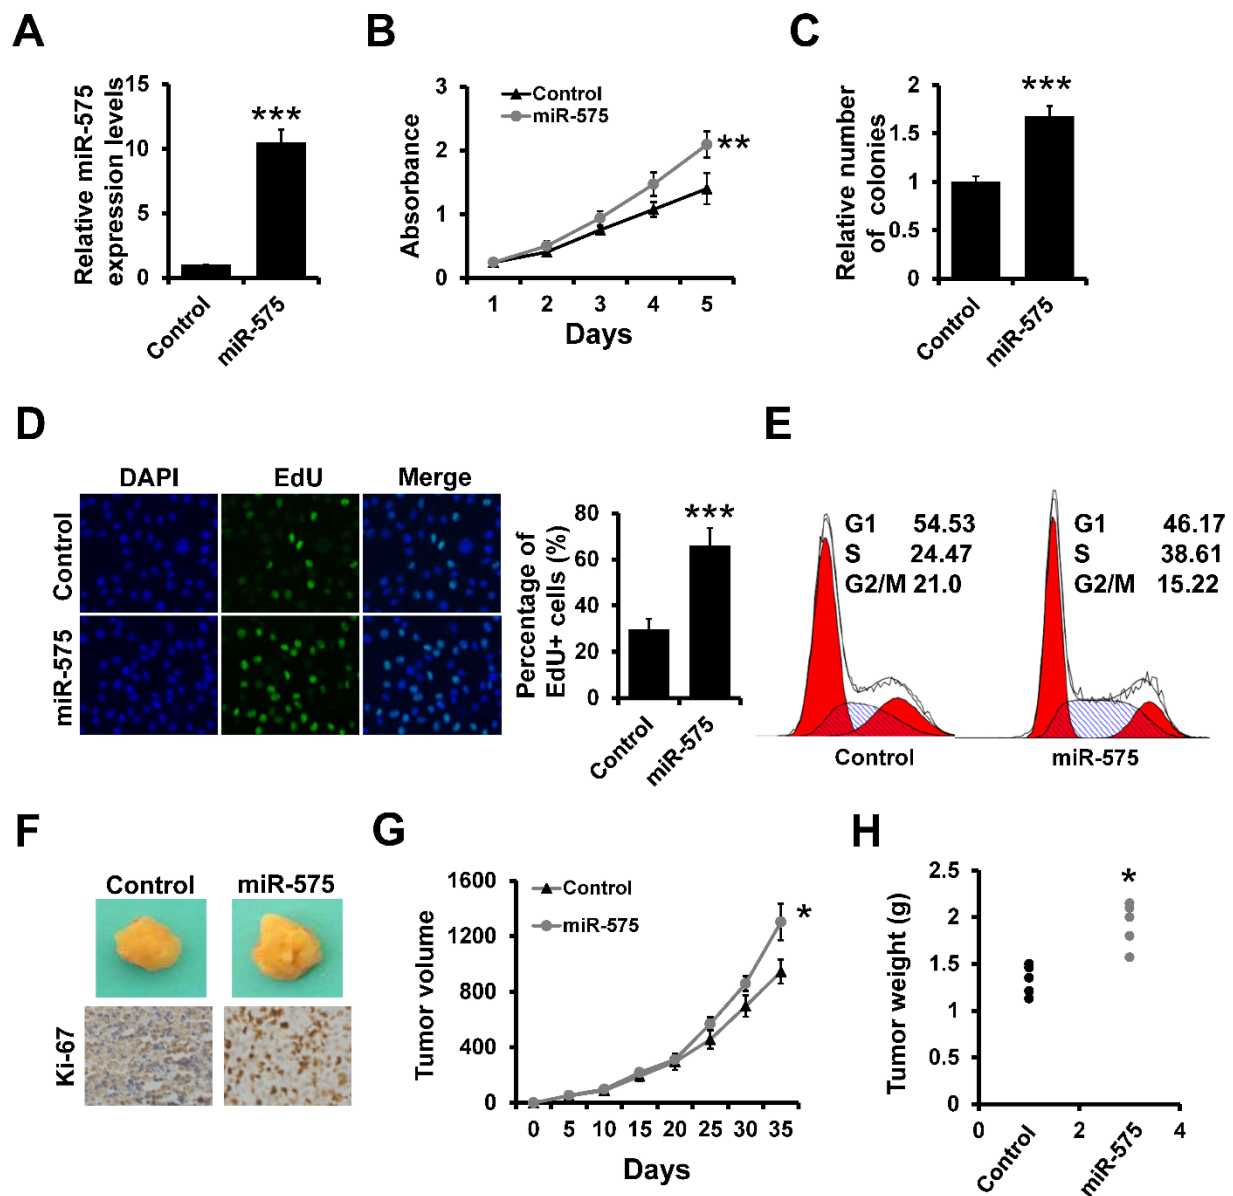 A
Relative miR-575
expression levels
15
10
5
0
***
Control
miR-575
B
Absorbance
3
2
1
0
Control
miR-575
**
1 2 3 4 5
Days
C
Relative number
of colonies
2
1.5
1
0.5
0
***
Control
miR-575
D
DAPI EdU Merge
Control
miR-575
Percentage of
EdU+ cells (%)
80
60
40
20
0
***
Control
miR-575
E
G1 54.53
S 24.47
G2/M 21.0
Control
G1 46.17
S 38.61
G2/M 15.22
miR-575
F
Control miR-575
Ki-67
G
Tumor volume
1600
1200
800
400
0
Control
miR-575
*
0 5 10 15 20 25 30 35
Days
H
Tumor weight (g)
2.5
2
1.5
1
0.5
0
*
0 2 4
Control
miR-575